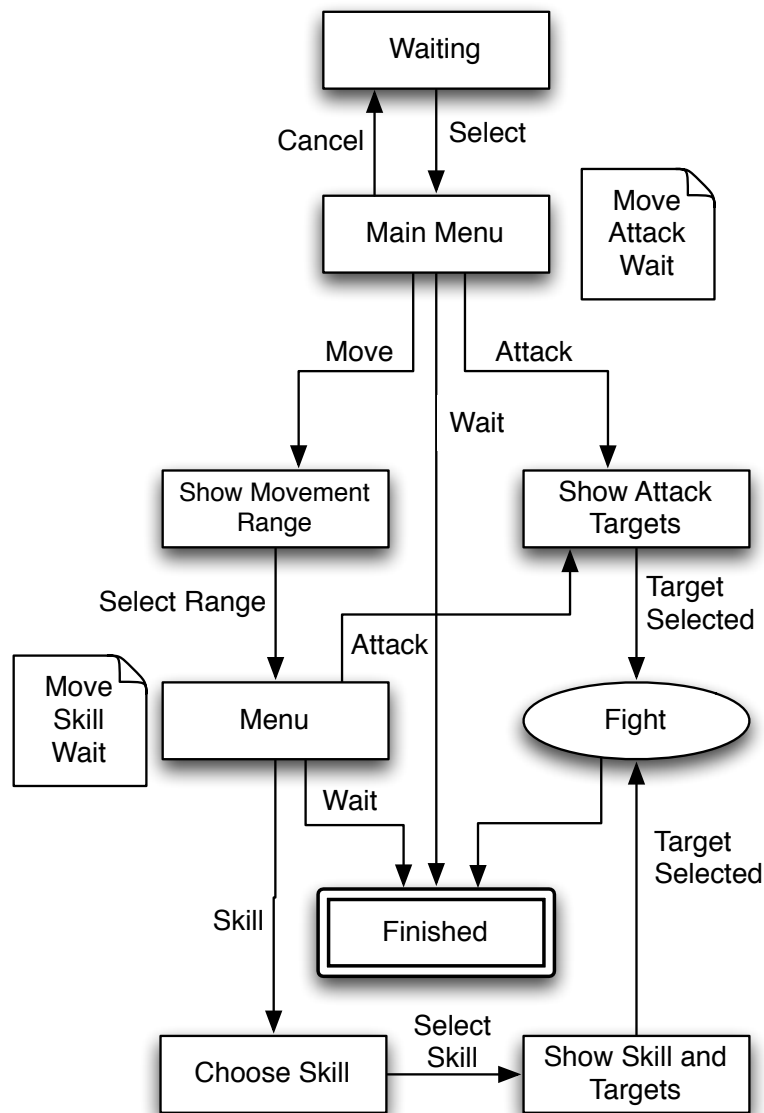 Waiting
Cancel
Select
Main Menu
Move
Attack
Wait
Move
Attack
Wait
Show Movement
Range
Show Attack
Targets
Select Range
Attack
Target
Selected
Move
Skill
Wait
Menu
Fight
Wait
Target
Selected
Skill
Finished
Choose Skill
Select
Skill
Show Skill and
Targets